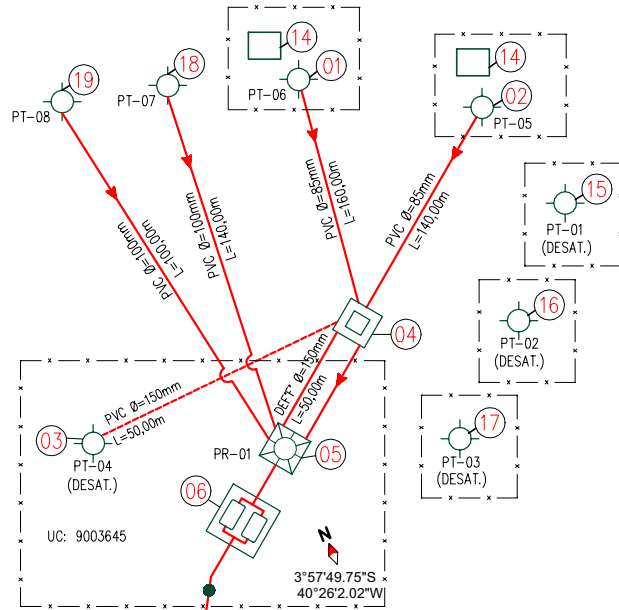 14
14
19
18
01
02
PT-08
PT-07
PT-06
PT-05
PVC Ø=100mm
L=100,00m
PVC Ø=100mm
L=140,000m
PVC Ø=85mm
L=160,00m
PVC Ø=85mm
L=140.00m
15
PT-01
(DESAT.)
16
PT-02
(DESAT.)
04
DEFF° Ø=150mm
L=50,00m
PVC Ø=150mm
L=50,00m
03
PT-04
(DESAT.)
PR-01
05
17
PT-03
(DESAT.)
06
UC: 9003645
N
3°57'49.75"S
40°26'2.02"W